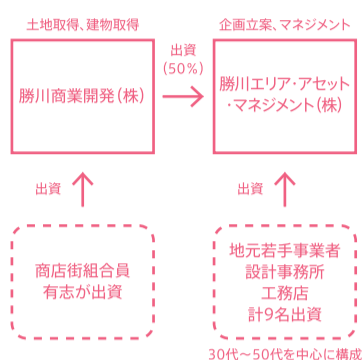 土地取得、建物取得
企画立案、マネジメント
勝川商業開発（株）
出資
（50％）
勝川エリア・アセット
・マネジメント（株）
出資
出資
商店街組合員
有志が出資
地元若手事業者
設計事務所
工務店
計9名出資
30代～50代を中心に構成